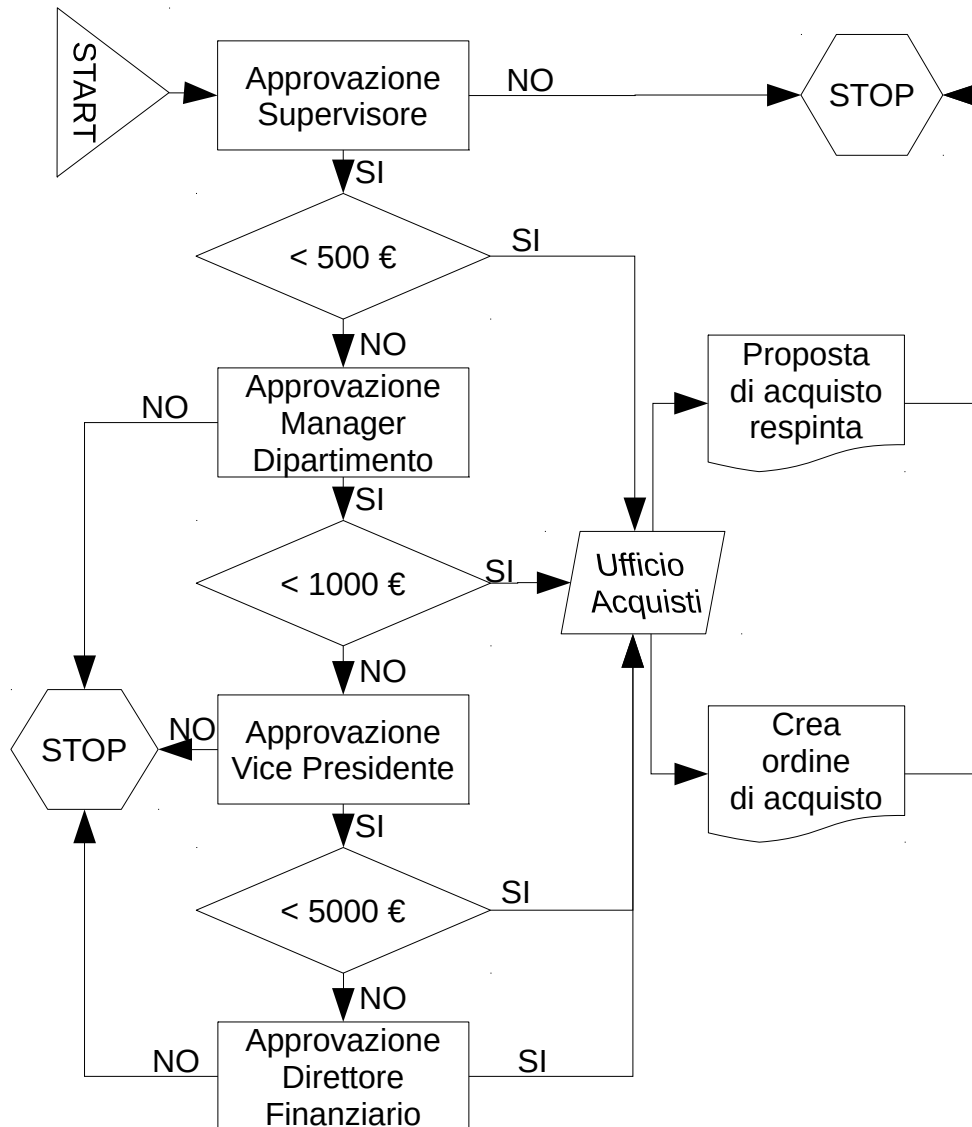 START
Approvazione
Supervisore
NO
STOP
SI
< 500 €
SI
NO
Approvazione
Manager
Dipartimento
NO
SI
Proposta
di acquisto
respinta
< 1000 €
SI
Ufficio
Acquisti
NO
Approvazione
Vice Presidente
NO
STOP
SI
Crea
ordine
di acquisto
< 5000 €
SI
NO
Approvazione
Direttore
Finanziario
NO
SI